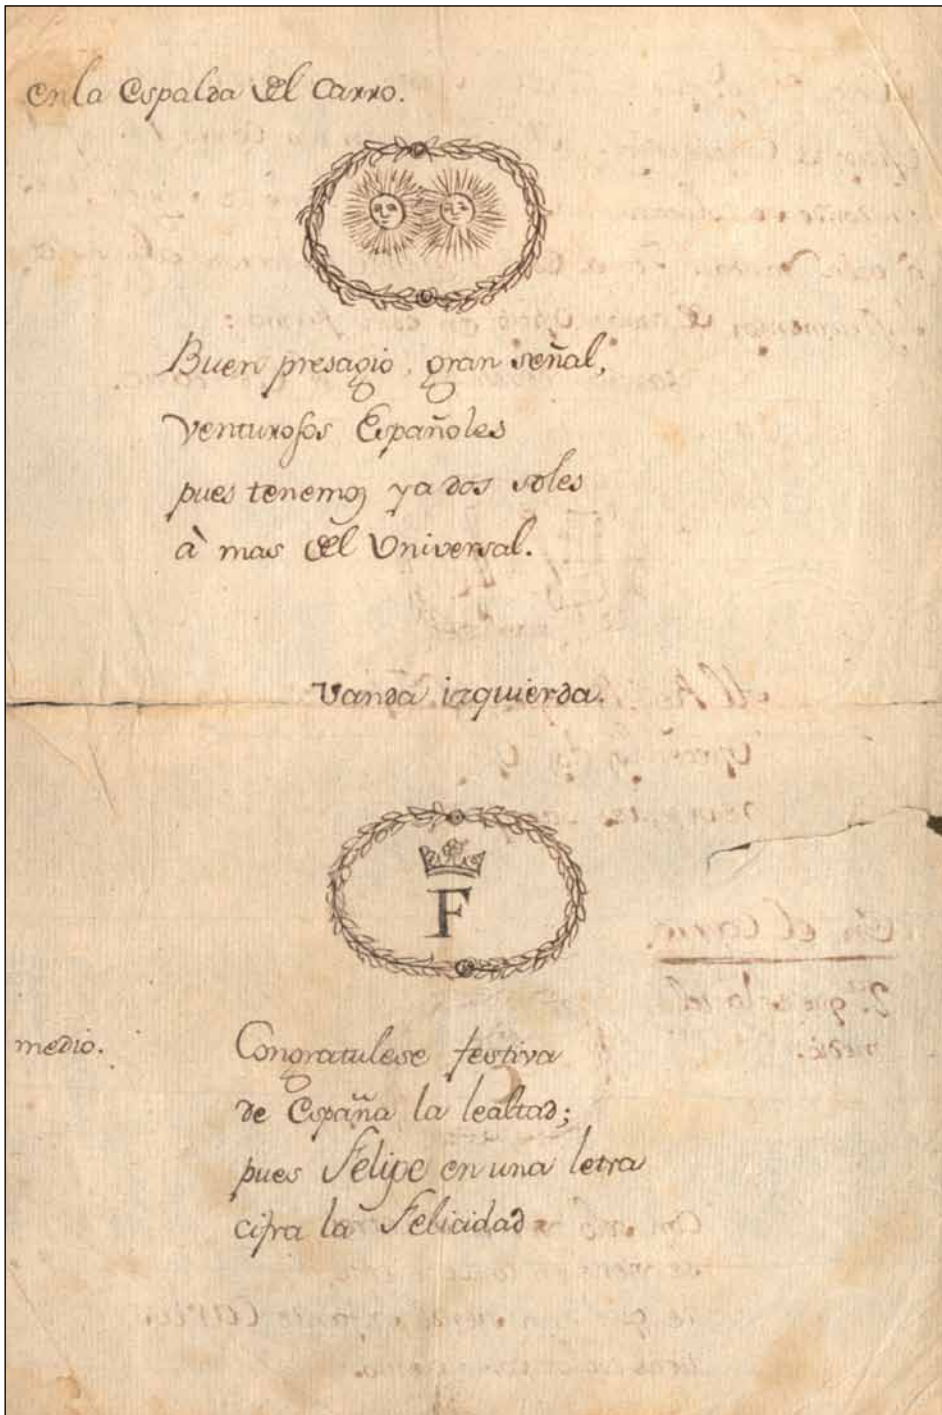 en la Espalda del Carro.
Buen presagio, gran señal,
venturosos Españoles
pues tenemos ya dos soles
à mas del Universal.
Vanda izquierda.
F
medio.
Congratulese festiva
de España la lealtad;
pues Felipe en una letra
cifra la Felicidad